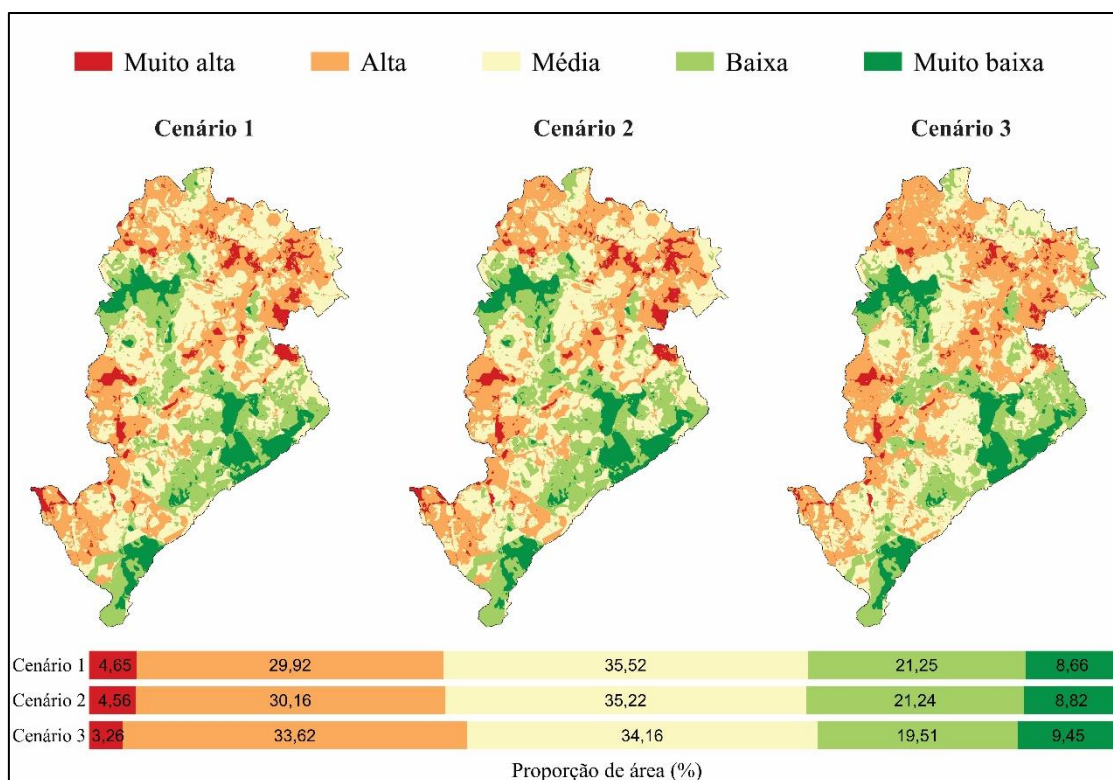 Muito alta Alta Média Baixa Muito baixa
Cenário 1 Cenário 2 Cenário 3
Cenário 1 4,65 29,92 35,52 21,25 8,66
Cenário 2 4,56 30,16 35,22 21,24 8,82
Cenário 3 3,26 33,62 34,16 19,51 9,45
Proporção de área (%)